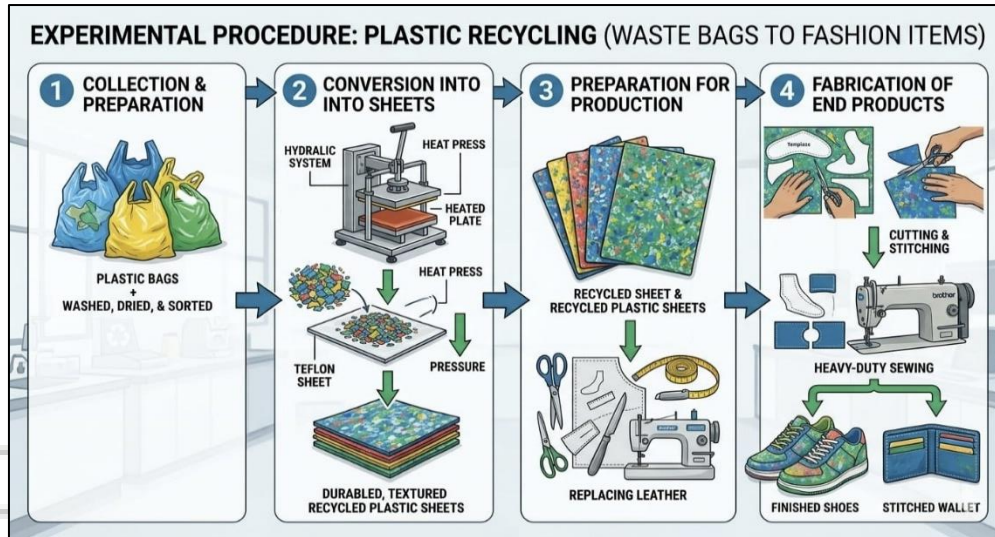 EXPERIMENTAL PROCEDURE: PLASTIC RECYCLING (WASTE BAGS TO FASHION ITEMS)
1 COLLECTION &
PREPARATION
PLASTIC BAGS
+
WASHED, DRIED, & SORTED
2 CONVERSION INTO
INTO SHEETS
HYDRALIC
SYSTEM
HEAT PRESS
HEATED
PLATE
HEAT PRESS
TEFLON
SHEET
PRESSURE
DURABLED, TEXTURED
RECYCLED PLASTIC SHEETS
3 PREPARATION FOR
PRODUCTION
RECYCLED SHEET &
RECYCLED PLASTIC SHEETS
REPLACING LEATHER
4 FABRICATION OF
END PRODUCTS
Template
CUTTING &
STITCHING
brother
HEAVY-DUTY SEWING
FINISHED SHOES
STITCHED WALLET